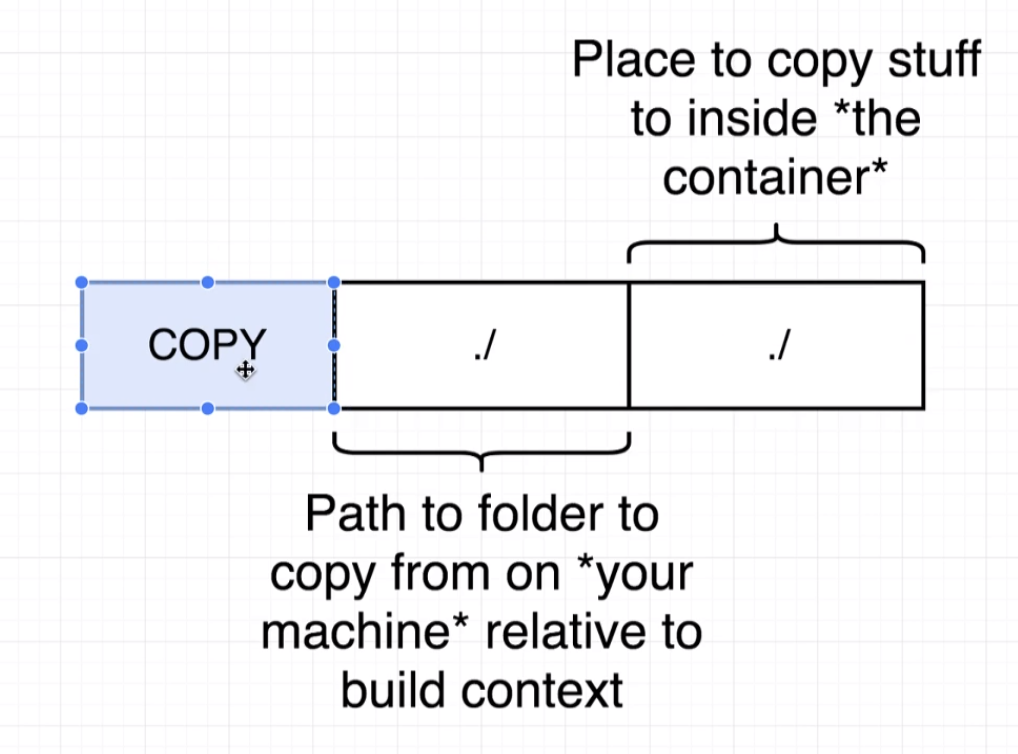 Place to copy stuff
to inside *the
container*
COPY
./
./
Path to folder to
copy from on *your
machine* relative to
build context